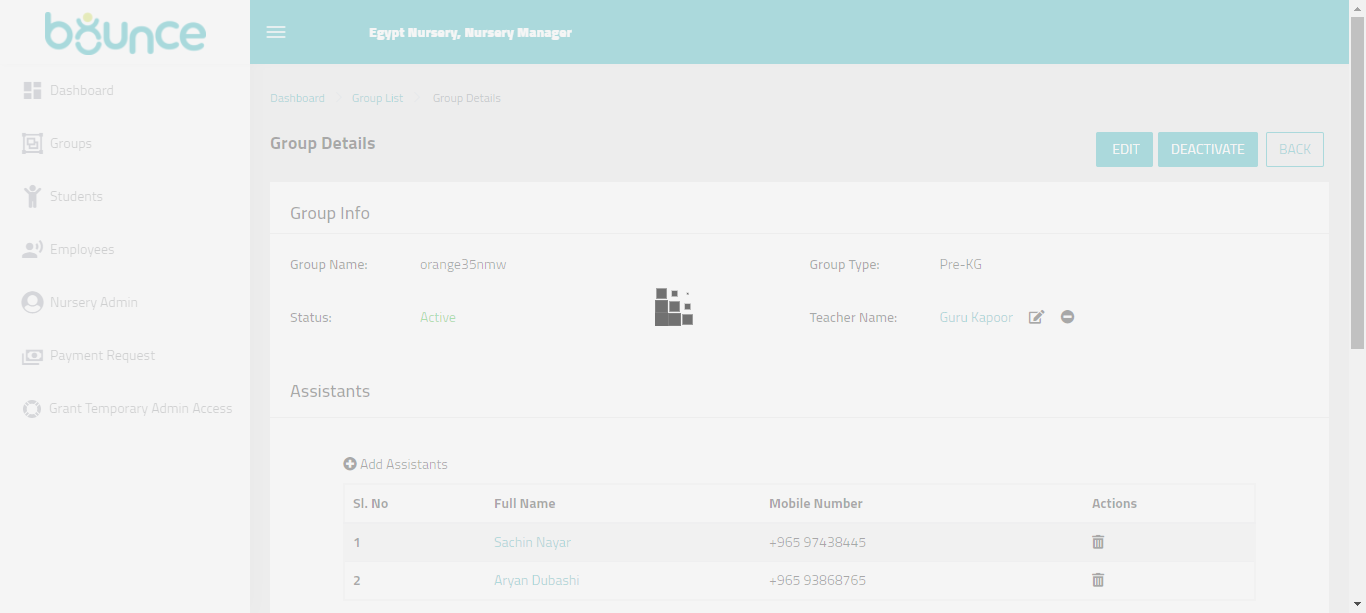 bounce
Egypt Nursery, Nursery Manager
Dashboard
Groups
Students
Employees
Nursery Admin
Payment Request
Grant Temporary Admin Access
Dashboard Group List Group Details
Group Details
EDIT DEACTIVATE BACK
Group Info
Group Name: orange35nmw Group Type: Pre-KG
Status: Active Teacher Name: Guru Kapoor
Assistants
Add Assistants
Sl. No Full Name Mobile Number Actions
1 Sachin Nayar +965 97438445
2 Aryan Dubashi +965 93868765